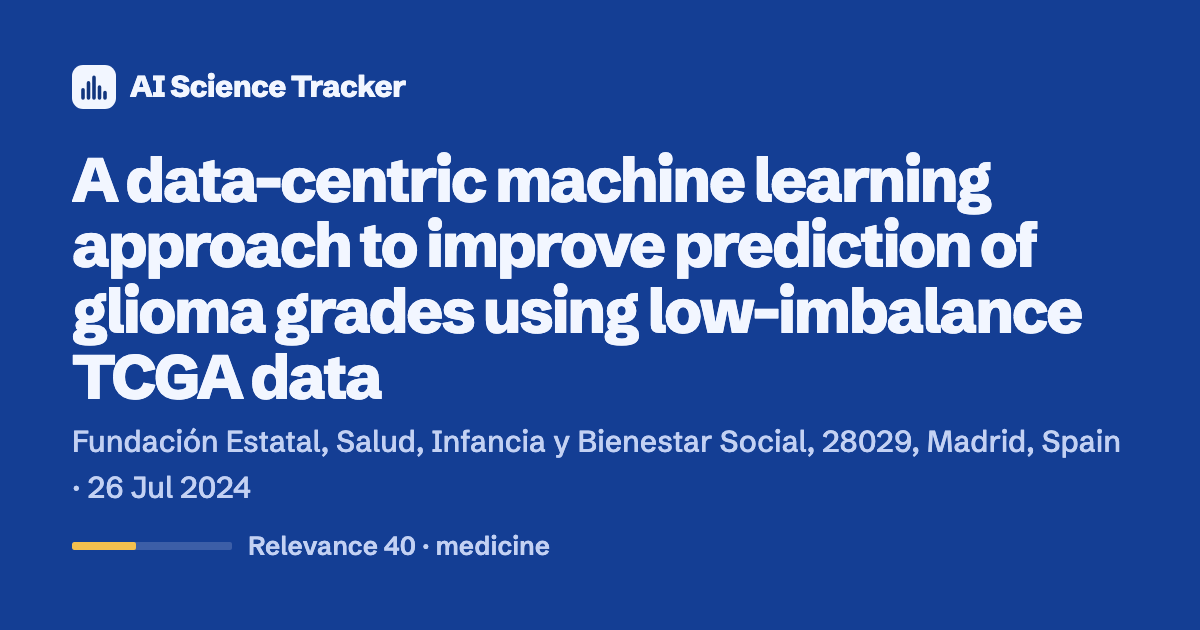 AI Science Tracker
A data-centric machine learning
approach to improve prediction of
glioma grades using low-imbalance
TCGA data
Fundación Estatal, Salud, Infancia y Bienestar Social, 28029, Madrid, Spain
· 26 Jul 2024
Relevance 40 · medicine